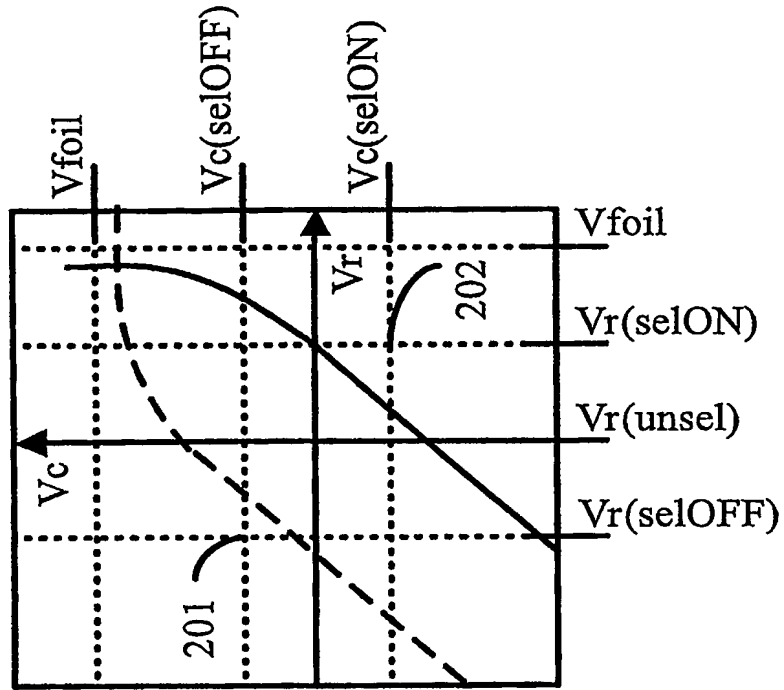 Vfoil
Vc(selOFF)
Vc(selON)
Vfoil
Vr
202
Vr(selON)
Vr(unsel)
Vc
Vr(selOFF)
201